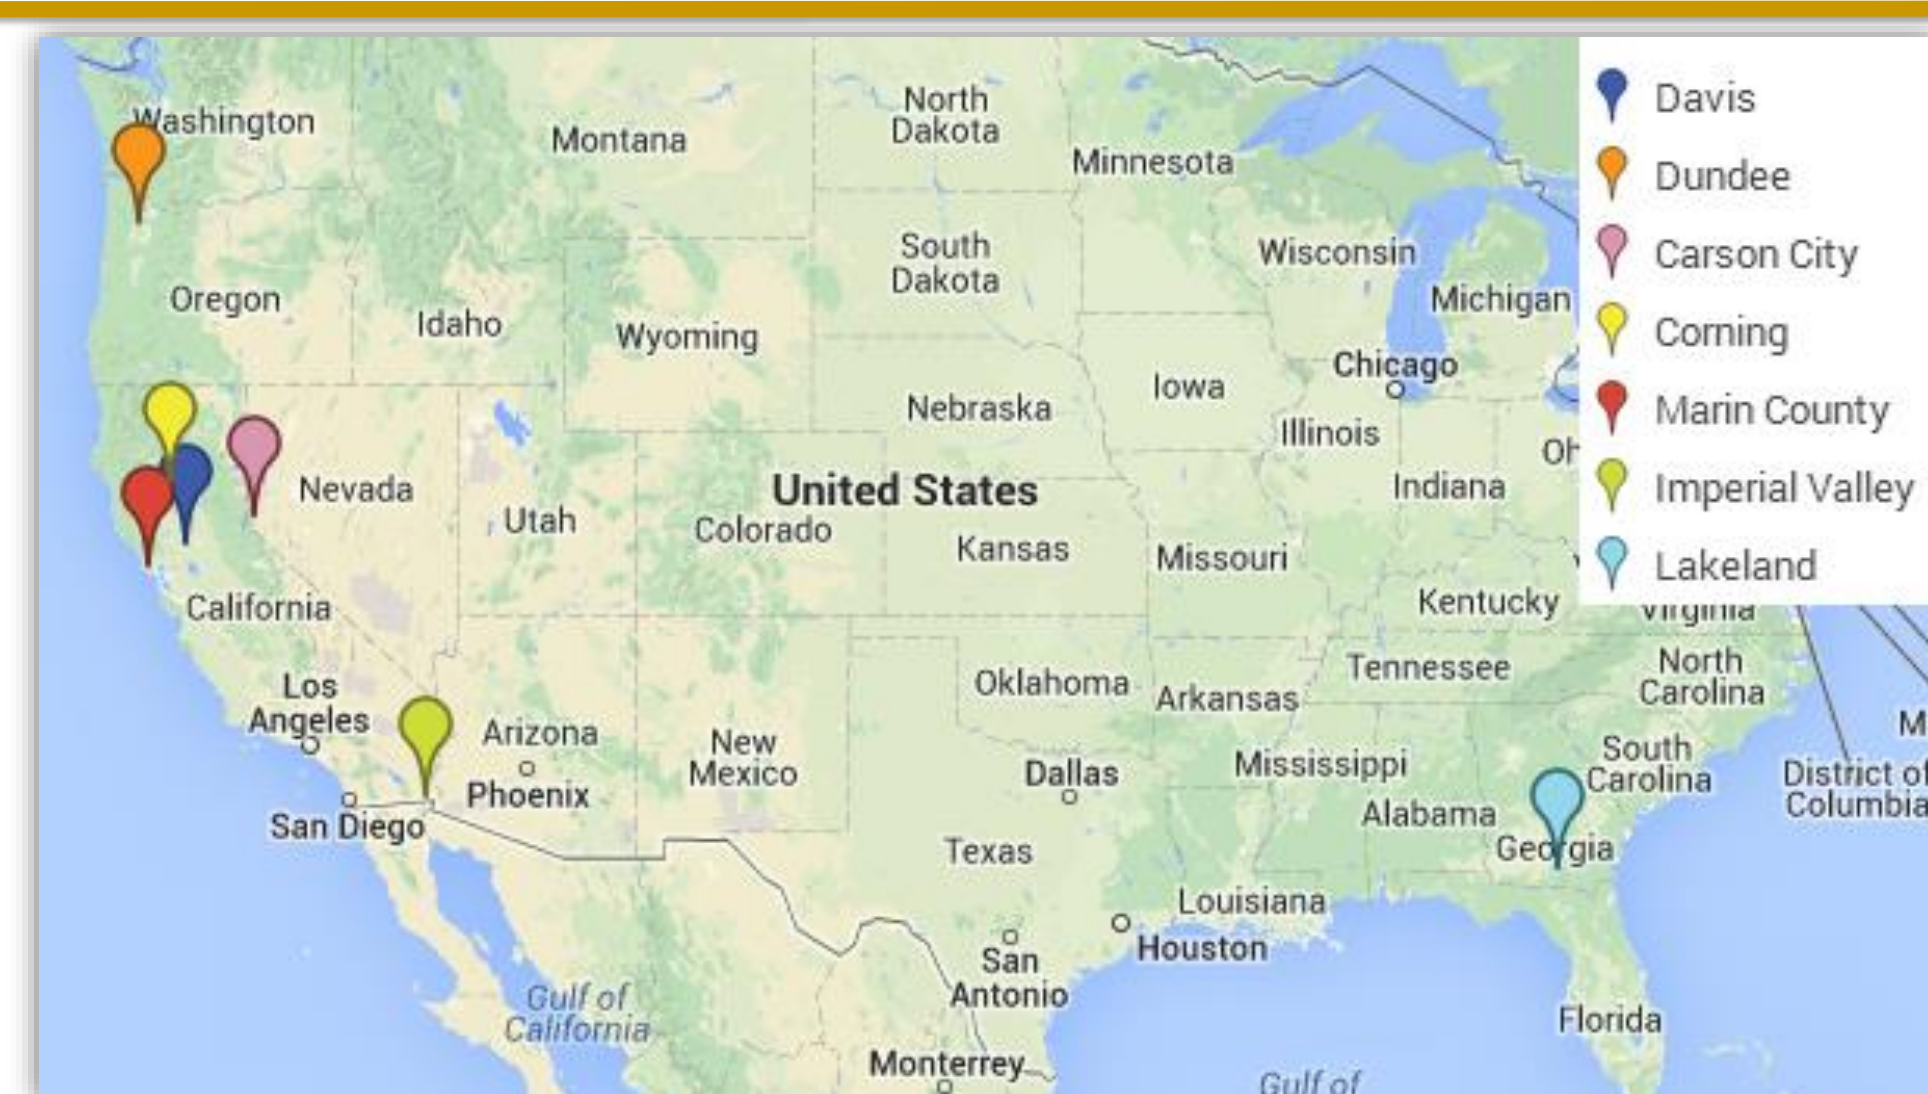 Washington
Montana
North
Dakota
Minnesota
Oregon
Idaho
Wyoming
South
Dakota
Wisconsin
Michigan
Chicago
Iowa
Nebraska
Illinois
Indiana
Oh
Nevada
Utah
United States
Colorado
Kansas
Missouri
Kentucky
Virginia
California
Los
Angeles
Arizona
Phoenix
San Diego
New
Mexico
Oklahoma
Arkansas
Tennessee
North
Carolina
South
Carolina
Mississippi
Alabama
Georgia
Dallas
Texas
Louisiana
Houston
San
Antonio
Florida
M
District of
Columbia
Gulf of
California
Monterrey
Gulf of
Davis
Dundee
Carson City
Corning
Marin County
Imperial Valley
Lakeland